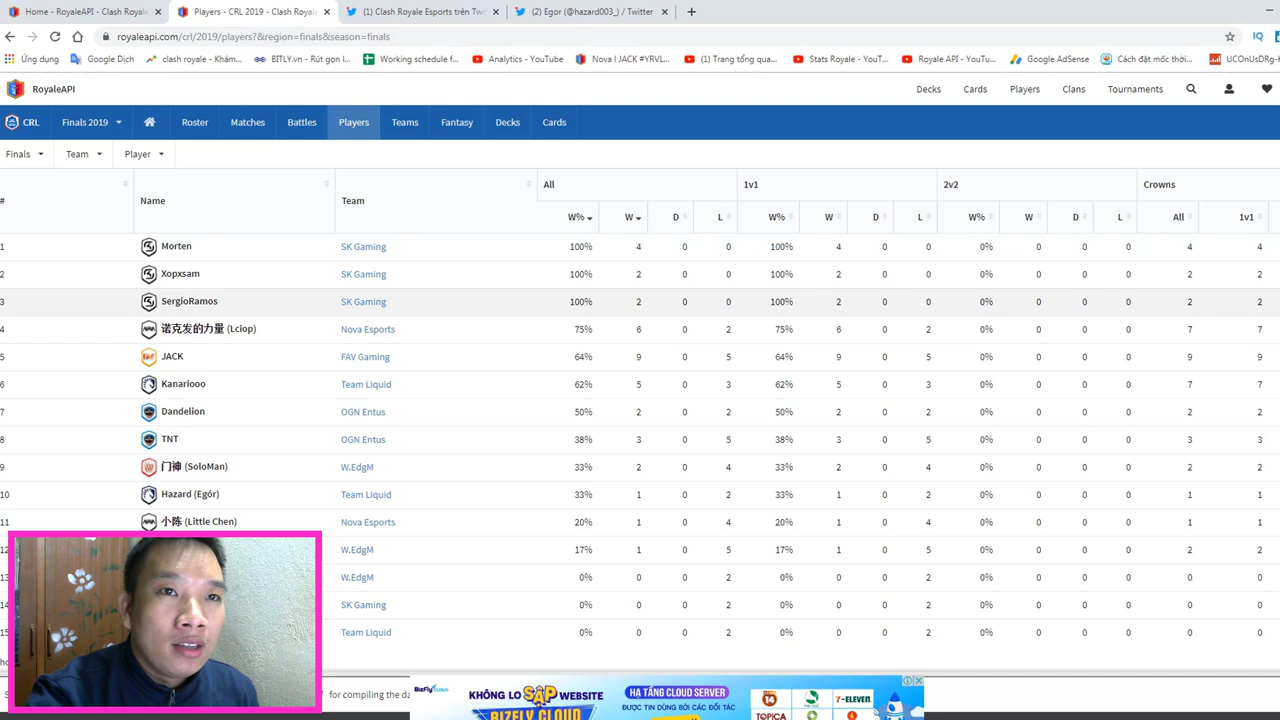 Home - RoyaleAPI - Clash Royale
Players - CRL 2019 - Clash Royale
(1) Clash Royale Esports trên Twi
(2) Egor (@hazard003_) / Twitter
royaleapi.com/crl/2019/players?&region=finals&season=finals
Ứng dụng
Google Dịch
clash royale - Khám...
BITLY.vn - Rút gọn l...
Working schedule f...
Analytics - YouTube
Nova l JACK #YRVL...
(1) Trang tổng qua...
Stats Royale - YouT...
Royale API - YouTu...
Google AdSense
Cách đặt mốc thời...
UCOnUsDRg-K
RoyaleAPI
Decks Cards Players Clans Tournaments
CRL Finals 2019 Roster Matches Battles Players Teams Fantasy Decks Cards
Finals Team Player
# Name Team All 1v1 2v2 Crowns
W% W D L W% W D L W% W D L All 1v1
1 Morten SK Gaming 100% 4 0 0 100% 4 0 0 0% 0 0 0 4 4
2 Xopxsam SK Gaming 100% 2 0 0 100% 2 0 0 0% 0 0 0 2 2
3 SergioRamos SK Gaming 100% 2 0 0 100% 2 0 0 0% 0 0 0 2 2
4 诺克发的力量 (Lciop) Nova Esports 75% 6 0 2 75% 6 0 2 0% 0 0 0 7 7
5 JACK FAV Gaming 64% 9 0 5 64% 9 0 5 0% 0 0 0 9 9
6 Kanariooo Team Liquid 62% 5 0 3 62% 5 0 3 0% 0 0 0 7 7
7 Dandelion OGN Entus 50% 2 0 2 50% 2 0 2 0% 0 0 0 2 2
8 TNT OGN Entus 38% 3 0 5 38% 3 0 5 0% 0 0 0 3 3
9 门神 (SoloMan) W.EdgM 33% 2 0 4 33% 2 0 4 0% 0 0 0 2 2
10 Hazard (Egór) Team Liquid 33% 1 0 2 33% 1 0 2 0% 0 0 0 1 1
11 小陈 (Little Chen) Nova Esports 20% 1 0 4 20% 1 0 4 0% 0 0 0 1 1
12 W.EdgM 17% 1 0 5 17% 1 0 5 0% 0 0 0 2 2
13 W.EdgM 0% 0 0 2 0% 0 0 2 0% 0 0 0 0 0
14 SK Gaming 0% 0 0 2 0% 0 0 2 0% 0 0 0 0 0
15 Team Liquid 0% 0 0 2 0% 0 0 2 0% 0 0 0 0 0
for compiling the da
BIZFLY CLOUD
KHÔNG LO SẬP WEBSITE
BIZFLY CLOUD
HẠ TẦNG CLOUD SERVER
ĐƯỢC TIN DÙNG BỞI CÁC ĐỐI TÁC
14
7-ELEVEN
TOPICA